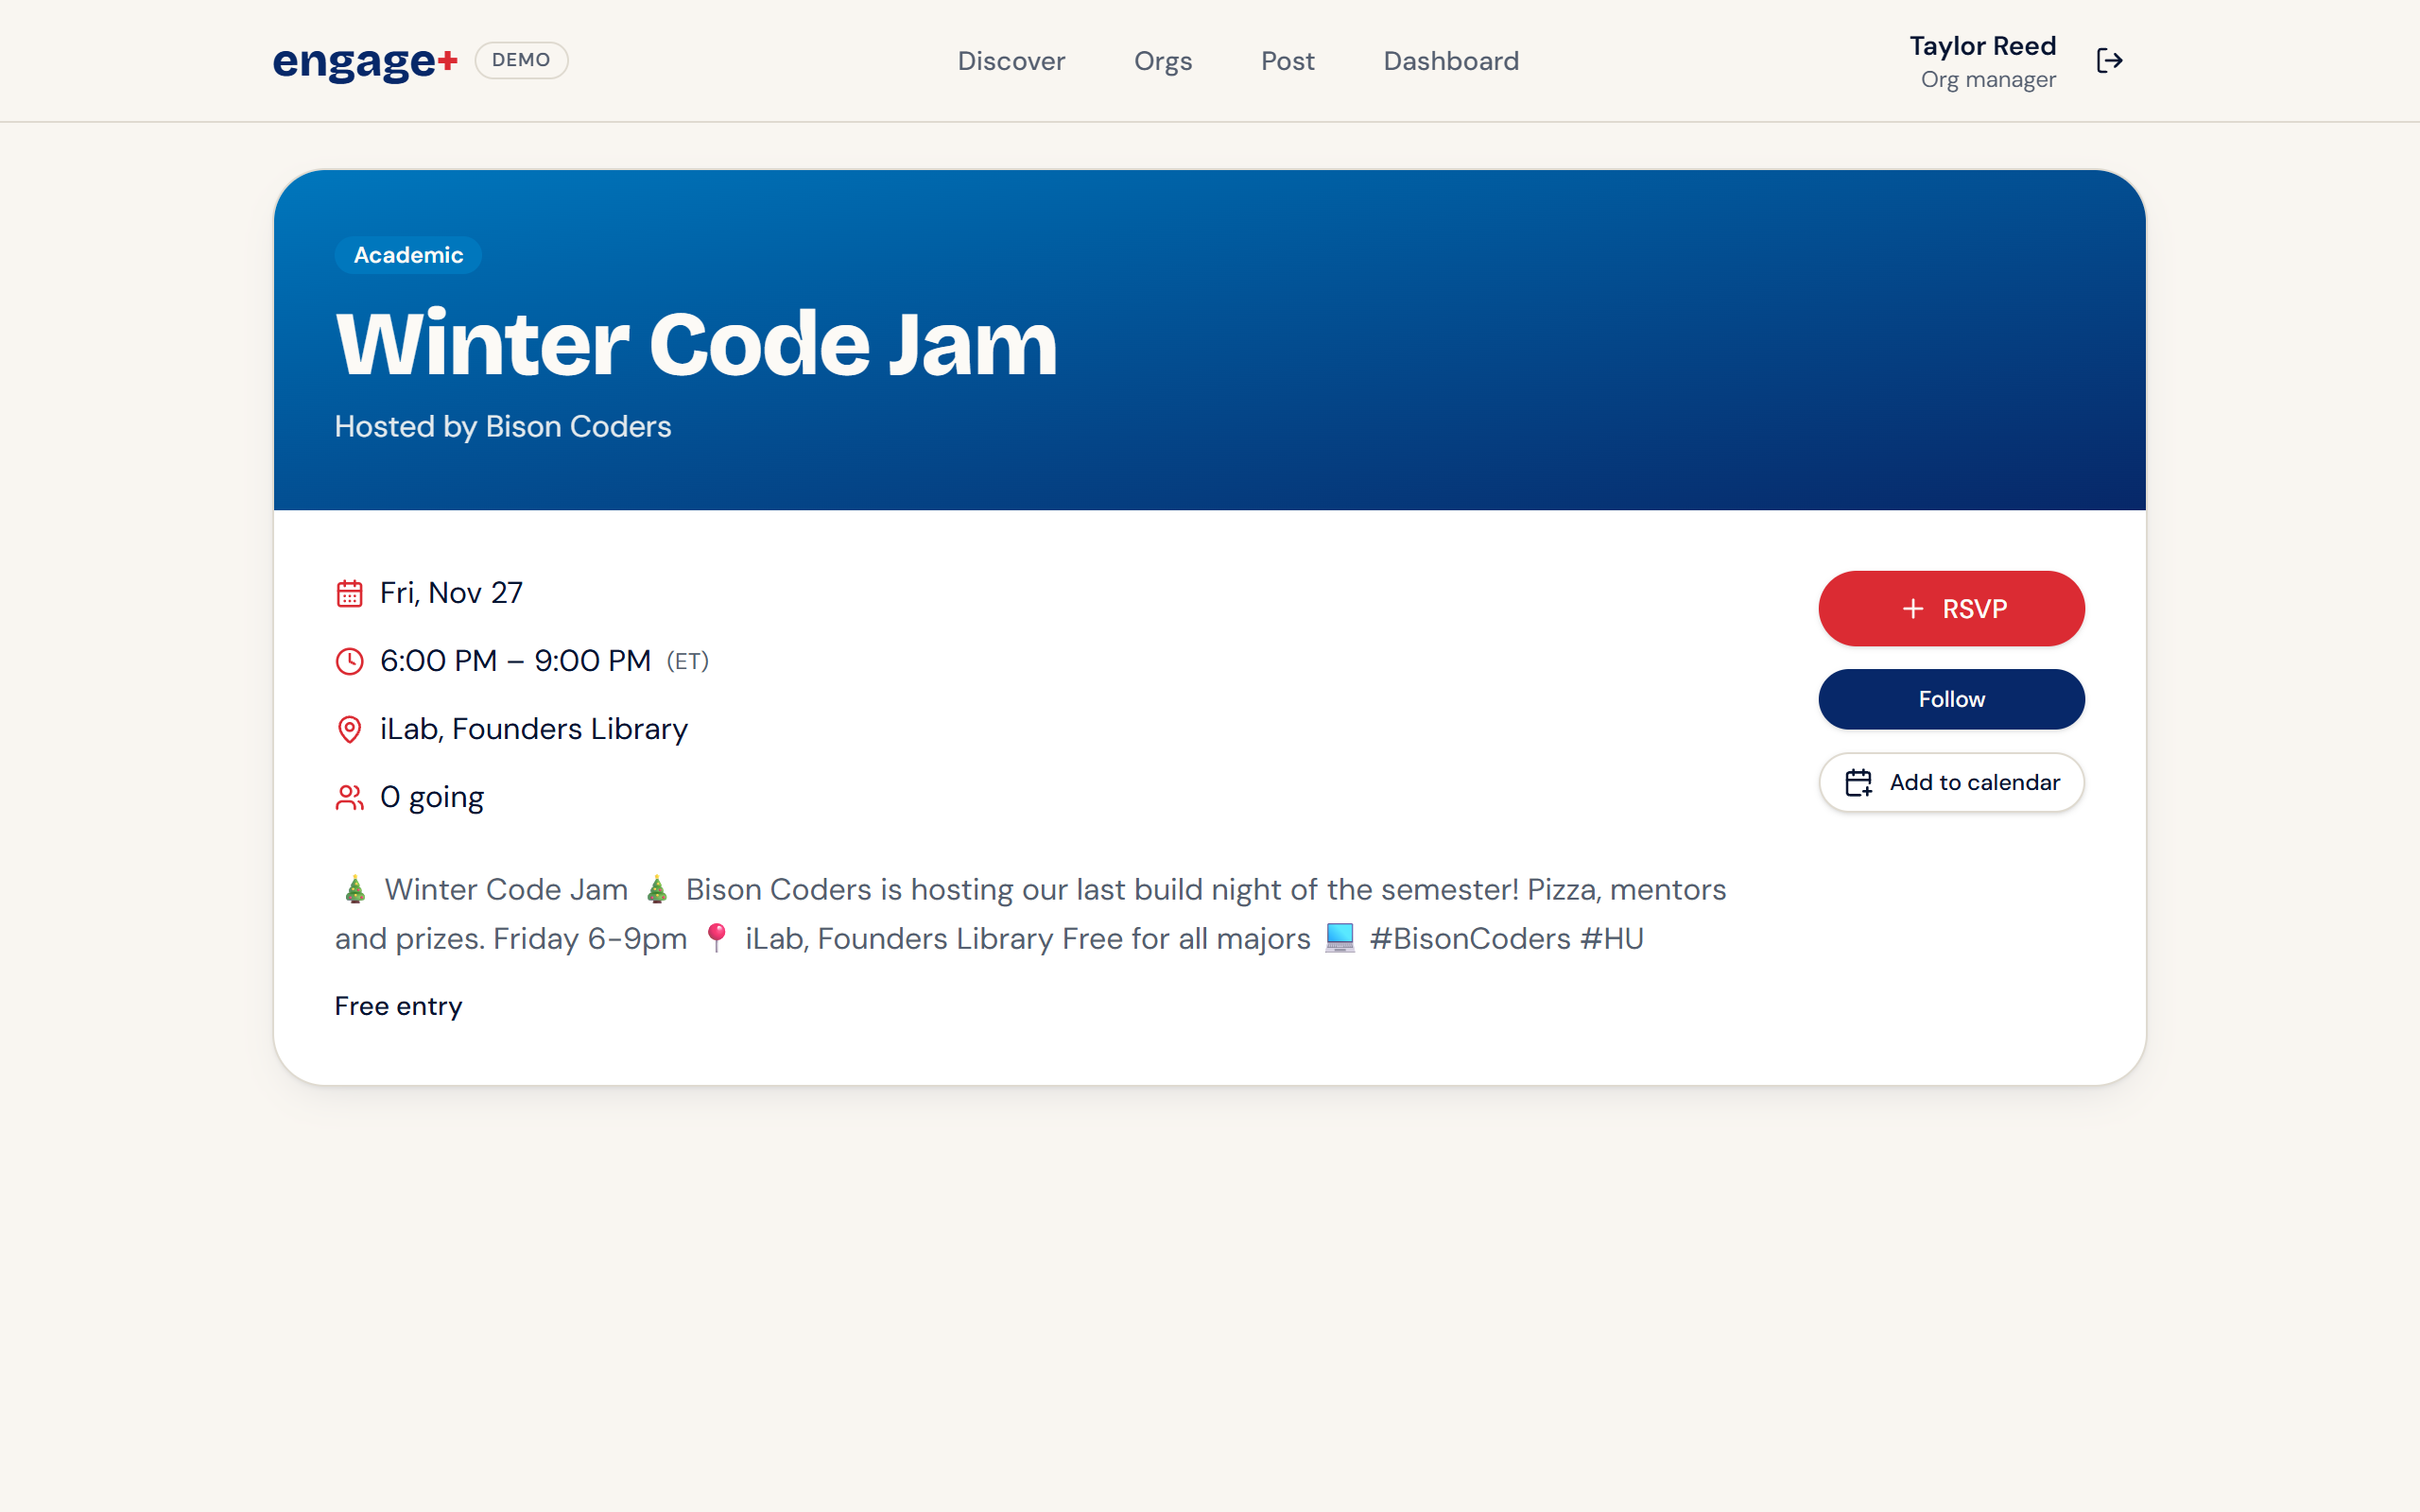 engage+ DEMO
Discover Orgs Post Dashboard
Taylor Reed
Org manager
Academic
Winter Code Jam
Hosted by Bison Coders
Fri, Nov 27
6:00 PM – 9:00 PM (ET)
iLab, Founders Library
0 going
RSVP
Follow
Add to calendar
🎄 Winter Code Jam 🎄 Bison Coders is hosting our last build night of the semester! Pizza, mentors
and prizes. Friday 6-9pm 📍 iLab, Founders Library Free for all majors 💻 #BisonCoders #HU
Free entry